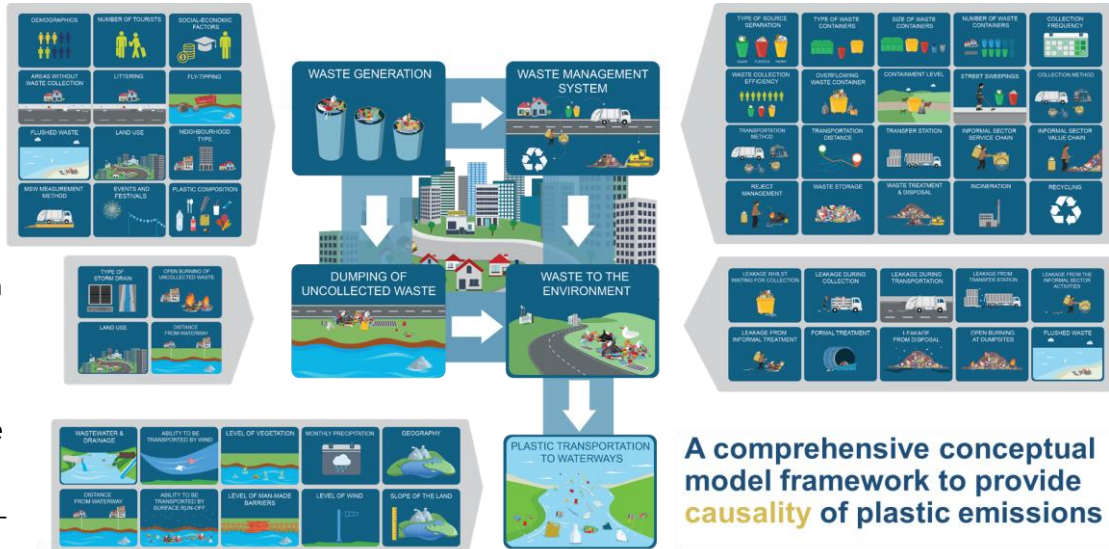 DEMOGRAPHICS
NUMBER OF TOURISTS
SOCIAL-ECONOMIC
FACTORS
AREAS WITHOUT
WASTE COLLECTION
LITTERING
FLY-TIPPING
FLUSHED WASTE
LAND USE
NEIGHBOURHOOD
TYPE
MSW MEASUREMENT
METHOD
EVENTS AND
FESTIVALS
PLASTIC COMPOSITION
WASTE GENERATION
WASTE MANAGEMENT
SYSTEM
TYPE OF SOURCE
SEPARATION
TYPE OF WASTE
CONTAINERS
SIZE OF WASTE
CONTAINERS
NUMBER OF WASTE
CONTAINERS
COLLECTION
FREQUENCY
WASTE COLLECTION
EFFICIENCY
OVERFLOWING
WASTE CONTAINER
CONTAINMENT LEVEL
STREET SWEEPINGS
COLLECTION METHOD
TRANSPORTATION
METHOD
TRANSPORTATION
DISTANCE
TRANSFER STATION
INFORMAL SECTOR
SERVICE CHAIN
INFORMAL SECTOR
VALUE CHAIN
REJECT
MANAGEMENT
WASTE STORAGE
WASTE TREATMENT
& DISPOSAL
INCINERATION
RECYCLING
TYPE OF
STORM DRAIN
OPEN BURNING OF
UNCOLLECTED WASTE
LAND USE
DISTANCE
FROM WATERWAY
DUMPING OF
UNCOLLECTED WASTE
WASTE TO THE
ENVIRONMENT
LEAKAGE WHILST
WAITING FOR COLLECTION
LEAKAGE DURING
COLLECTION
LEAKAGE DURING
TRANSPORTATION
LEAKAGE FROM
TRANSFER STATION
LEAKAGE FROM THE
INFORMAL SECTOR
ACTIVITIES
LEAKAGE FROM
INFORMAL TREATMENT
FORMAL TREATMENT
LEAKAGE
FROM DISPOSAL
OPEN BURNING
AT DUMPSITES
FLUSHED WASTE
WASTEWATER &
DRAINAGE
ABILITY TO BE
TRANSPORTED BY WIND
LEVEL OF VEGETATION
MONTHLY PRECIPITATION
GEOGRAPHY
DISTANCE
FROM WATERWAY
ABILITY TO BE
TRANSPORTED BY
SURFACE RUN-OFF
LEVEL OF MAN-MADE
BARRIERS
LEVEL OF WIND
SLOPE OF THE LAND
PLASTIC TRANSPORTATION
TO WATERWAYS
A comprehensive conceptual
model framework to provide
causality of plastic emissions